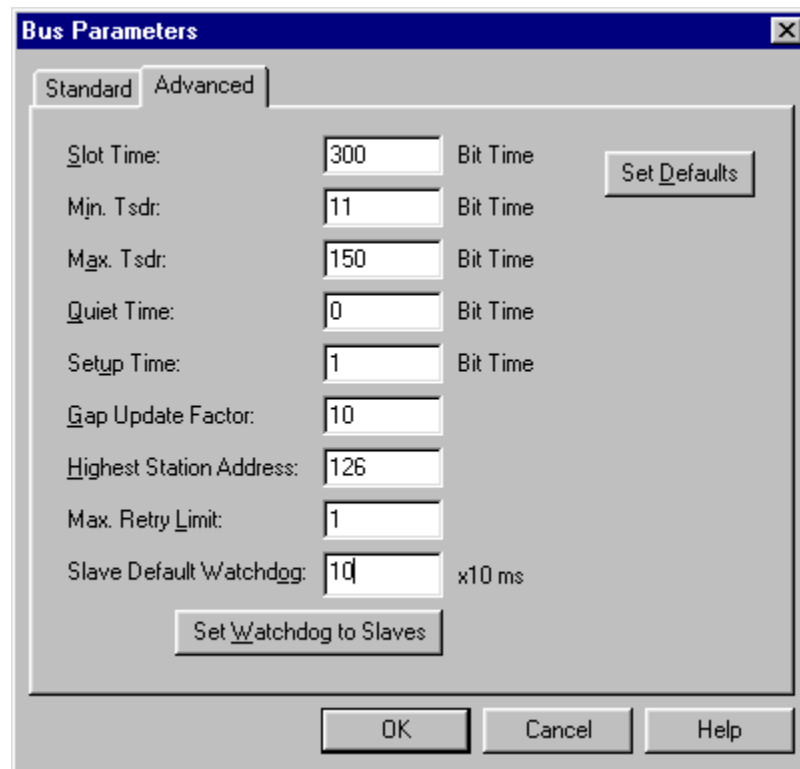 Bus Parameters
Standard Advanced
Slot Time: 300 Bit Time Set Defaults
Min. Tsdr: 11 Bit Time
Max. Tsdr: 150 Bit Time
Quiet Time: 0 Bit Time
Setup Time: 1 Bit Time
Gap Update Factor: 10
Highest Station Address: 126
Max. Retry Limit: 1
Slave Default Watchdog: 10 x10 ms
Set Watchdog to Slaves
OK Cancel Help